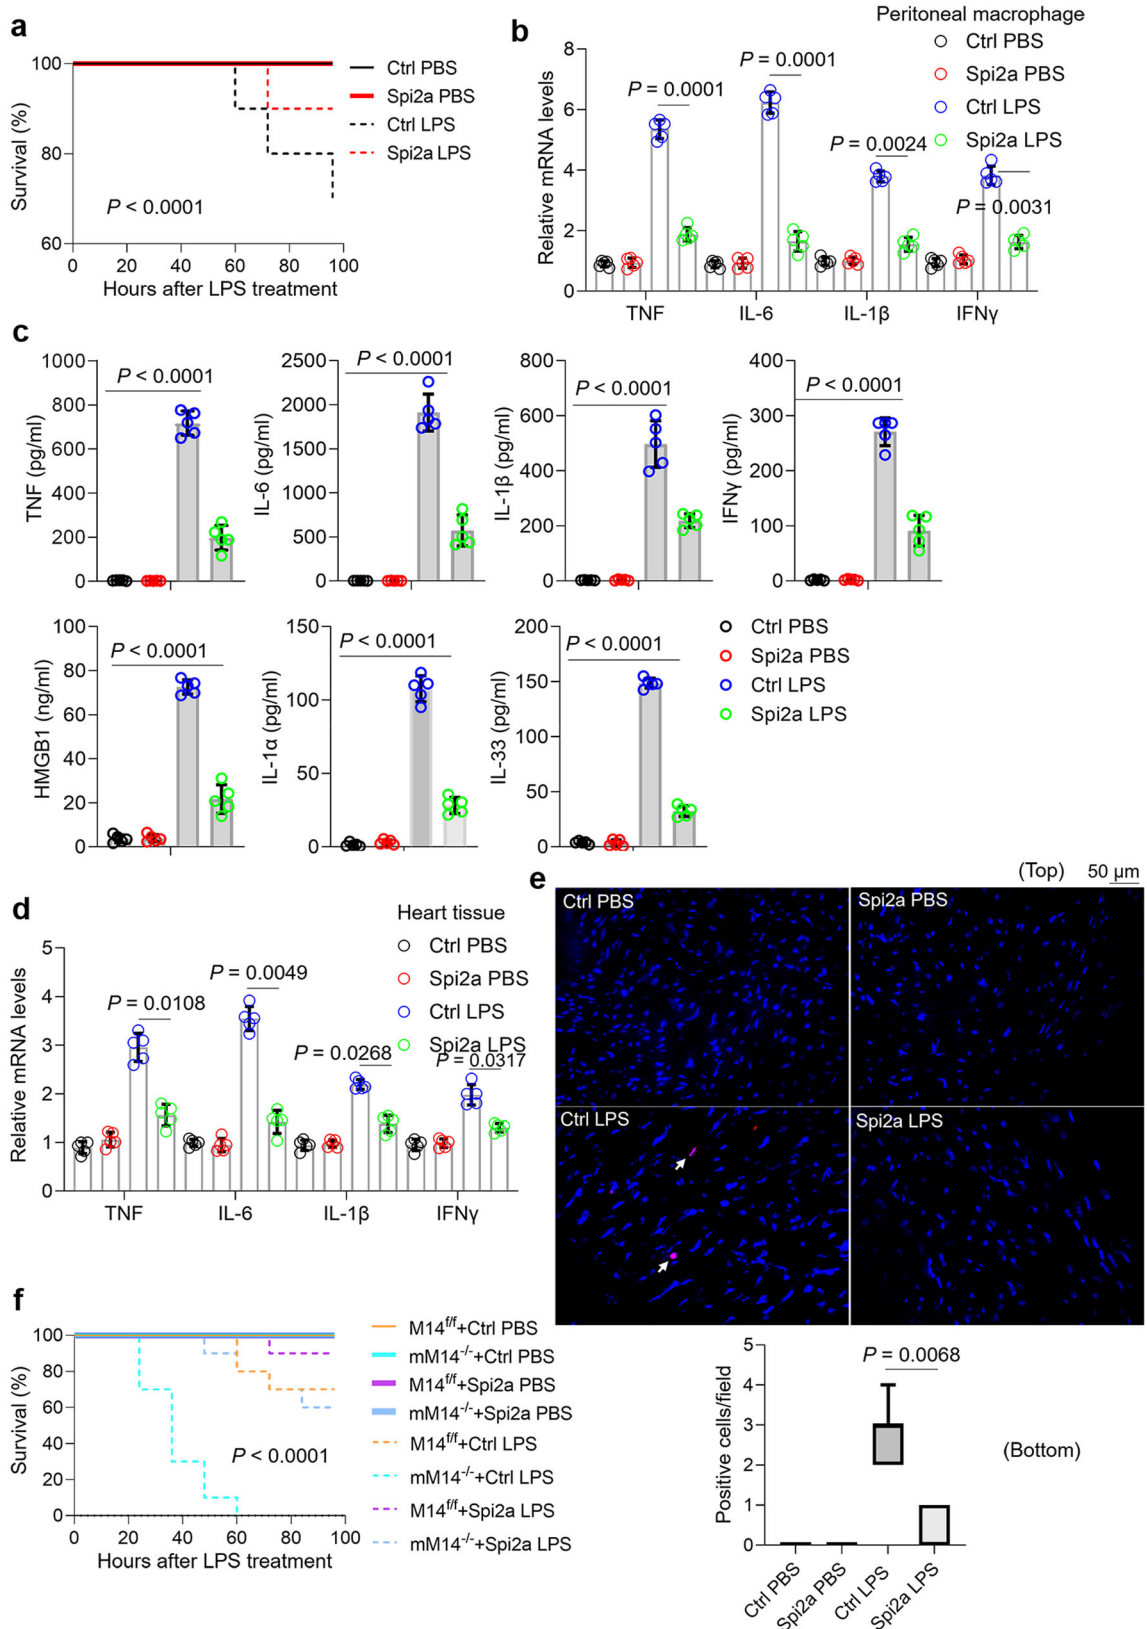 a
100
80
60
Survival (%)
0 20 40 60 80 100
Hours after LPS treatment
P < 0.0001
Ctrl PBS
Spi2a PBS
Ctrl LPS
Spi2a LPS
b
Peritoneal macrophage
Ctrl PBS
Spi2a PBS
Ctrl LPS
Spi2a LPS
Relative mRNA levels
8
6
4
2
0
P = 0.0001
P = 0.0001
P = 0.0024
P = 0.0031
TNF IL-6 IL-1β IFNγ
c
TNF (pg/ml)
1000
800
600
400
200
0
P < 0.0001
IL-6 (pg/ml)
2500
2000
1500
1000
500
0
P < 0.0001
IL-1β (pg/ml)
800
600
400
200
0
P < 0.0001
IFNγ (pg/ml)
400
300
200
100
0
P < 0.0001
HMGB1 (ng/ml)
100
80
60
40
20
0
P < 0.0001
IL-1α (pg/ml)
150
100
50
0
P < 0.0001
IL-33 (pg/ml)
200
150
100
50
0
P < 0.0001
Ctrl PBS
Spi2a PBS
Ctrl LPS
Spi2a LPS
d
Heart tissue
Ctrl PBS
Spi2a PBS
Ctrl LPS
Spi2a LPS
Relative mRNA levels
5
4
3
2
1
0
P = 0.0108
P = 0.0049
P = 0.0268
P = 0.0317
TNF IL-6 IL-1β IFNγ
e
(Top) 50 µm
Ctrl PBS
Spi2a PBS
Ctrl LPS
Spi2a LPS
Positive cells/field
5
4
3
2
1
0
P = 0.0068
(Bottom)
Ctrl PBS
Spi2a PBS
Ctrl LPS
Spi2a LPS
f
Survival (%)
100
80
60
40
20
0
0 20 40 60 80 100
Hours after LPS treatment
P < 0.0001
M14f/f+Ctrl PBS
mM14-/-+Ctrl PBS
M14f/f+Spi2a PBS
mM14-/-+Spi2a PBS
M14f/f+Ctrl LPS
mM14-/-+Ctrl LPS
M14f/f+Spi2a LPS
mM14-/-+Spi2a LPS